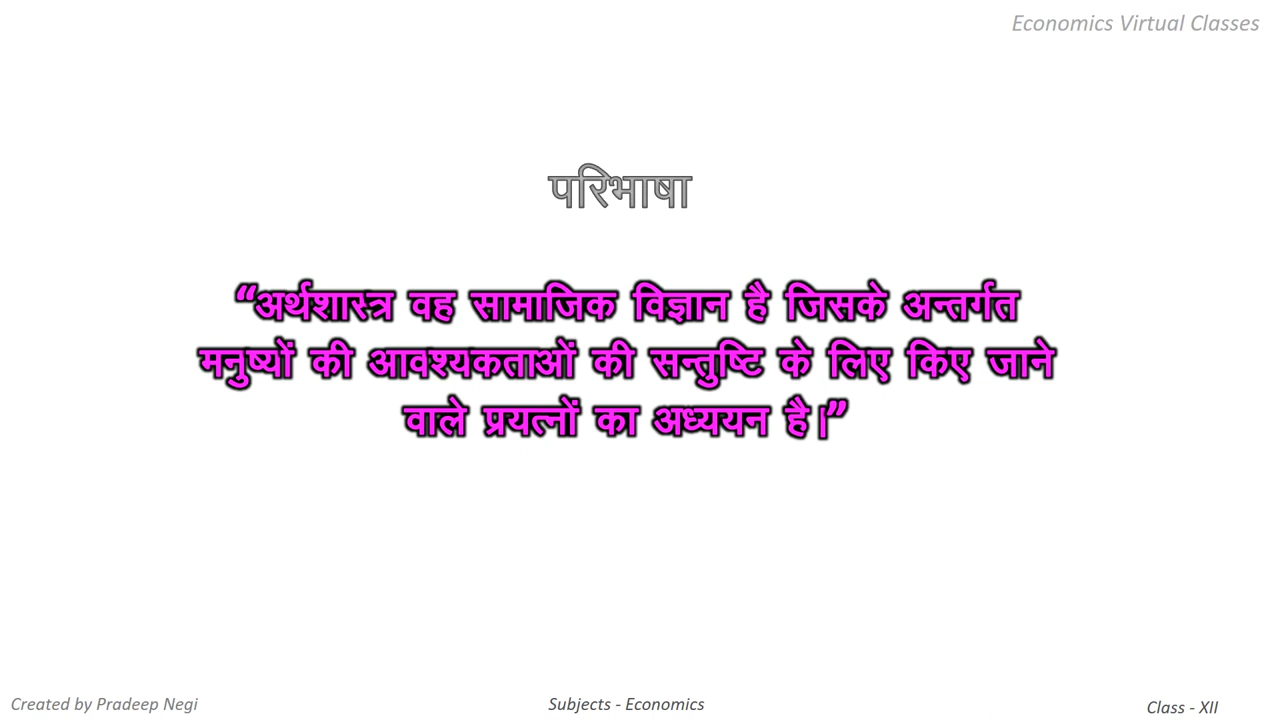 Economics Virtual Classes
परिभाषा
“अर्थशास्त्र वह सामाजिक विज्ञान है जिसके अन्तर्गत
मनुष्यों की आवश्यकताओं की सन्तुष्टि के लिए किए जाने
वाले प्रयत्नों का अध्ययन है।”
Created by Pradeep Negi
Subjects - Economics
Class - XII